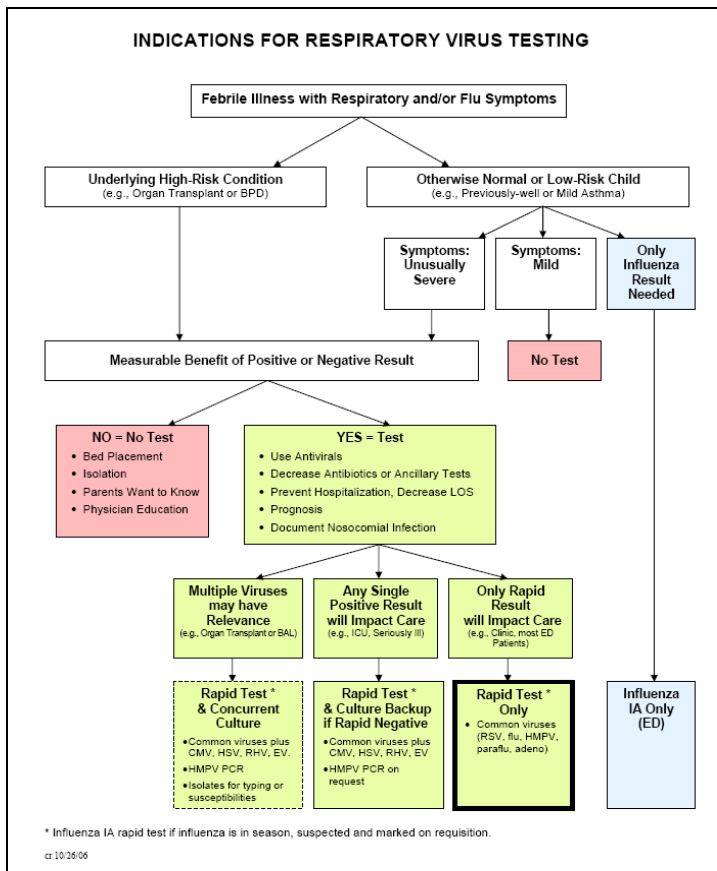 INDICATIONS FOR RESPIRATORY VIRUS TESTING
Febrile Illness with Respiratory and/or Flu Symptoms
Underlying High-Risk Condition
(e.g., Organ Transplant or BPD)
Otherwise Normal or Low-Risk Child
(e.g., Previously-well or Mild Asthma)
Symptoms:
Unusually
Severe
Symptoms:
Mild
Only
Influenza
Result
Needed
Measurable Benefit of Positive or Negative Result
No Test
NO = No Test
• Bed Placement
• Isolation
• Parents Want to Know
• Physician Education
YES = Test
• Use Antivirals
• Decrease Antibiotics or Ancillary Tests
• Prevent Hospitalization, Decrease LOS
• Prognosis
• Document Nosocomial Infection
Multiple Viruses
may have
Relevance
(e.g., Organ Transplant or BAL)
Any Single
Positive Result
will Impact Care
(e.g., ICU, Seriously Ill)
Only Rapid
Result
will Impact Care
(e.g., Clinic, most ED
Patients)
Rapid Test *
& Concurrent
Culture
• Common viruses plus
CMV, HSV, RHV, EV.
• HMPV PCR
• Isolates for typing or
susceptibilities
Rapid Test *
& Culture Backup
if Rapid Negative
• Common viruses plus
CMV, HSV, RHV, EV
• HMPV PCR on
request
Rapid Test *
Only
• Common viruses
(RSV, flu, HMPV,
paraflu, adeno)
Influenza
IA Only
(ED)
* Influenza IA rapid test if influenza is in season, suspected and marked on requisition.
cr 10/26/06